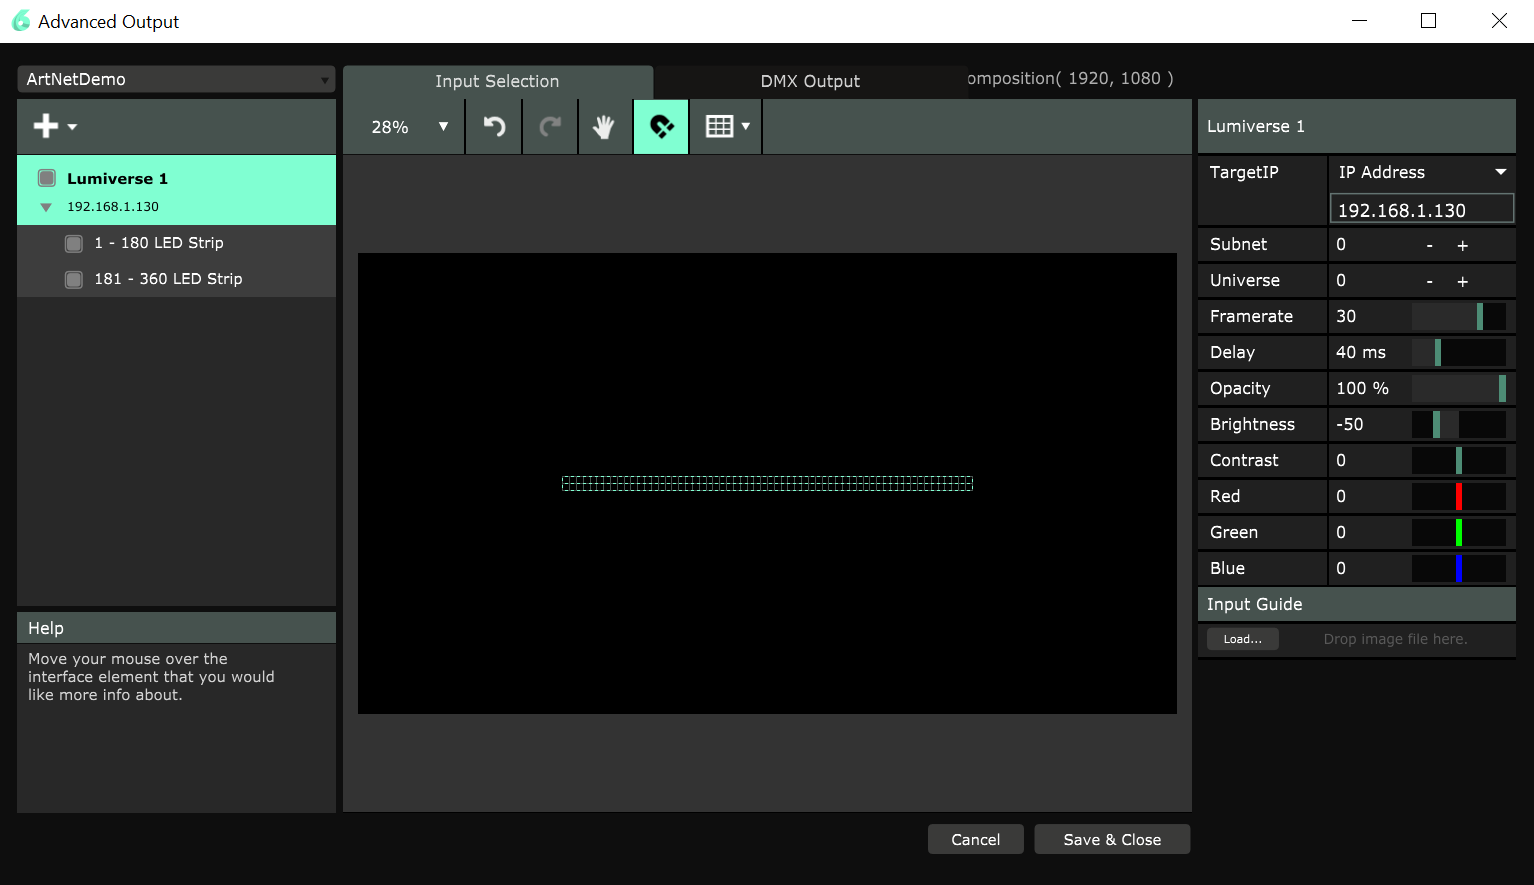 Advanced Output
ArtNetDemo
Input Selection
DMX Output
omposition( 1920, 1080 )
28%
Lumiverse 1
192.168.1.130
1 - 180 LED Strip
181 - 360 LED Strip
Help
Move your mouse over the
interface element that you would
like more info about.
Lumiverse 1
TargetIP IP Address
192.168.1.130
Subnet 0 - +
Universe 0 - +
Framerate 30
Delay 40 ms
Opacity 100 %
Brightness -50
Contrast 0
Red 0
Green 0
Blue 0
Input Guide
Load... Drop image file here.
Cancel
Save & Close